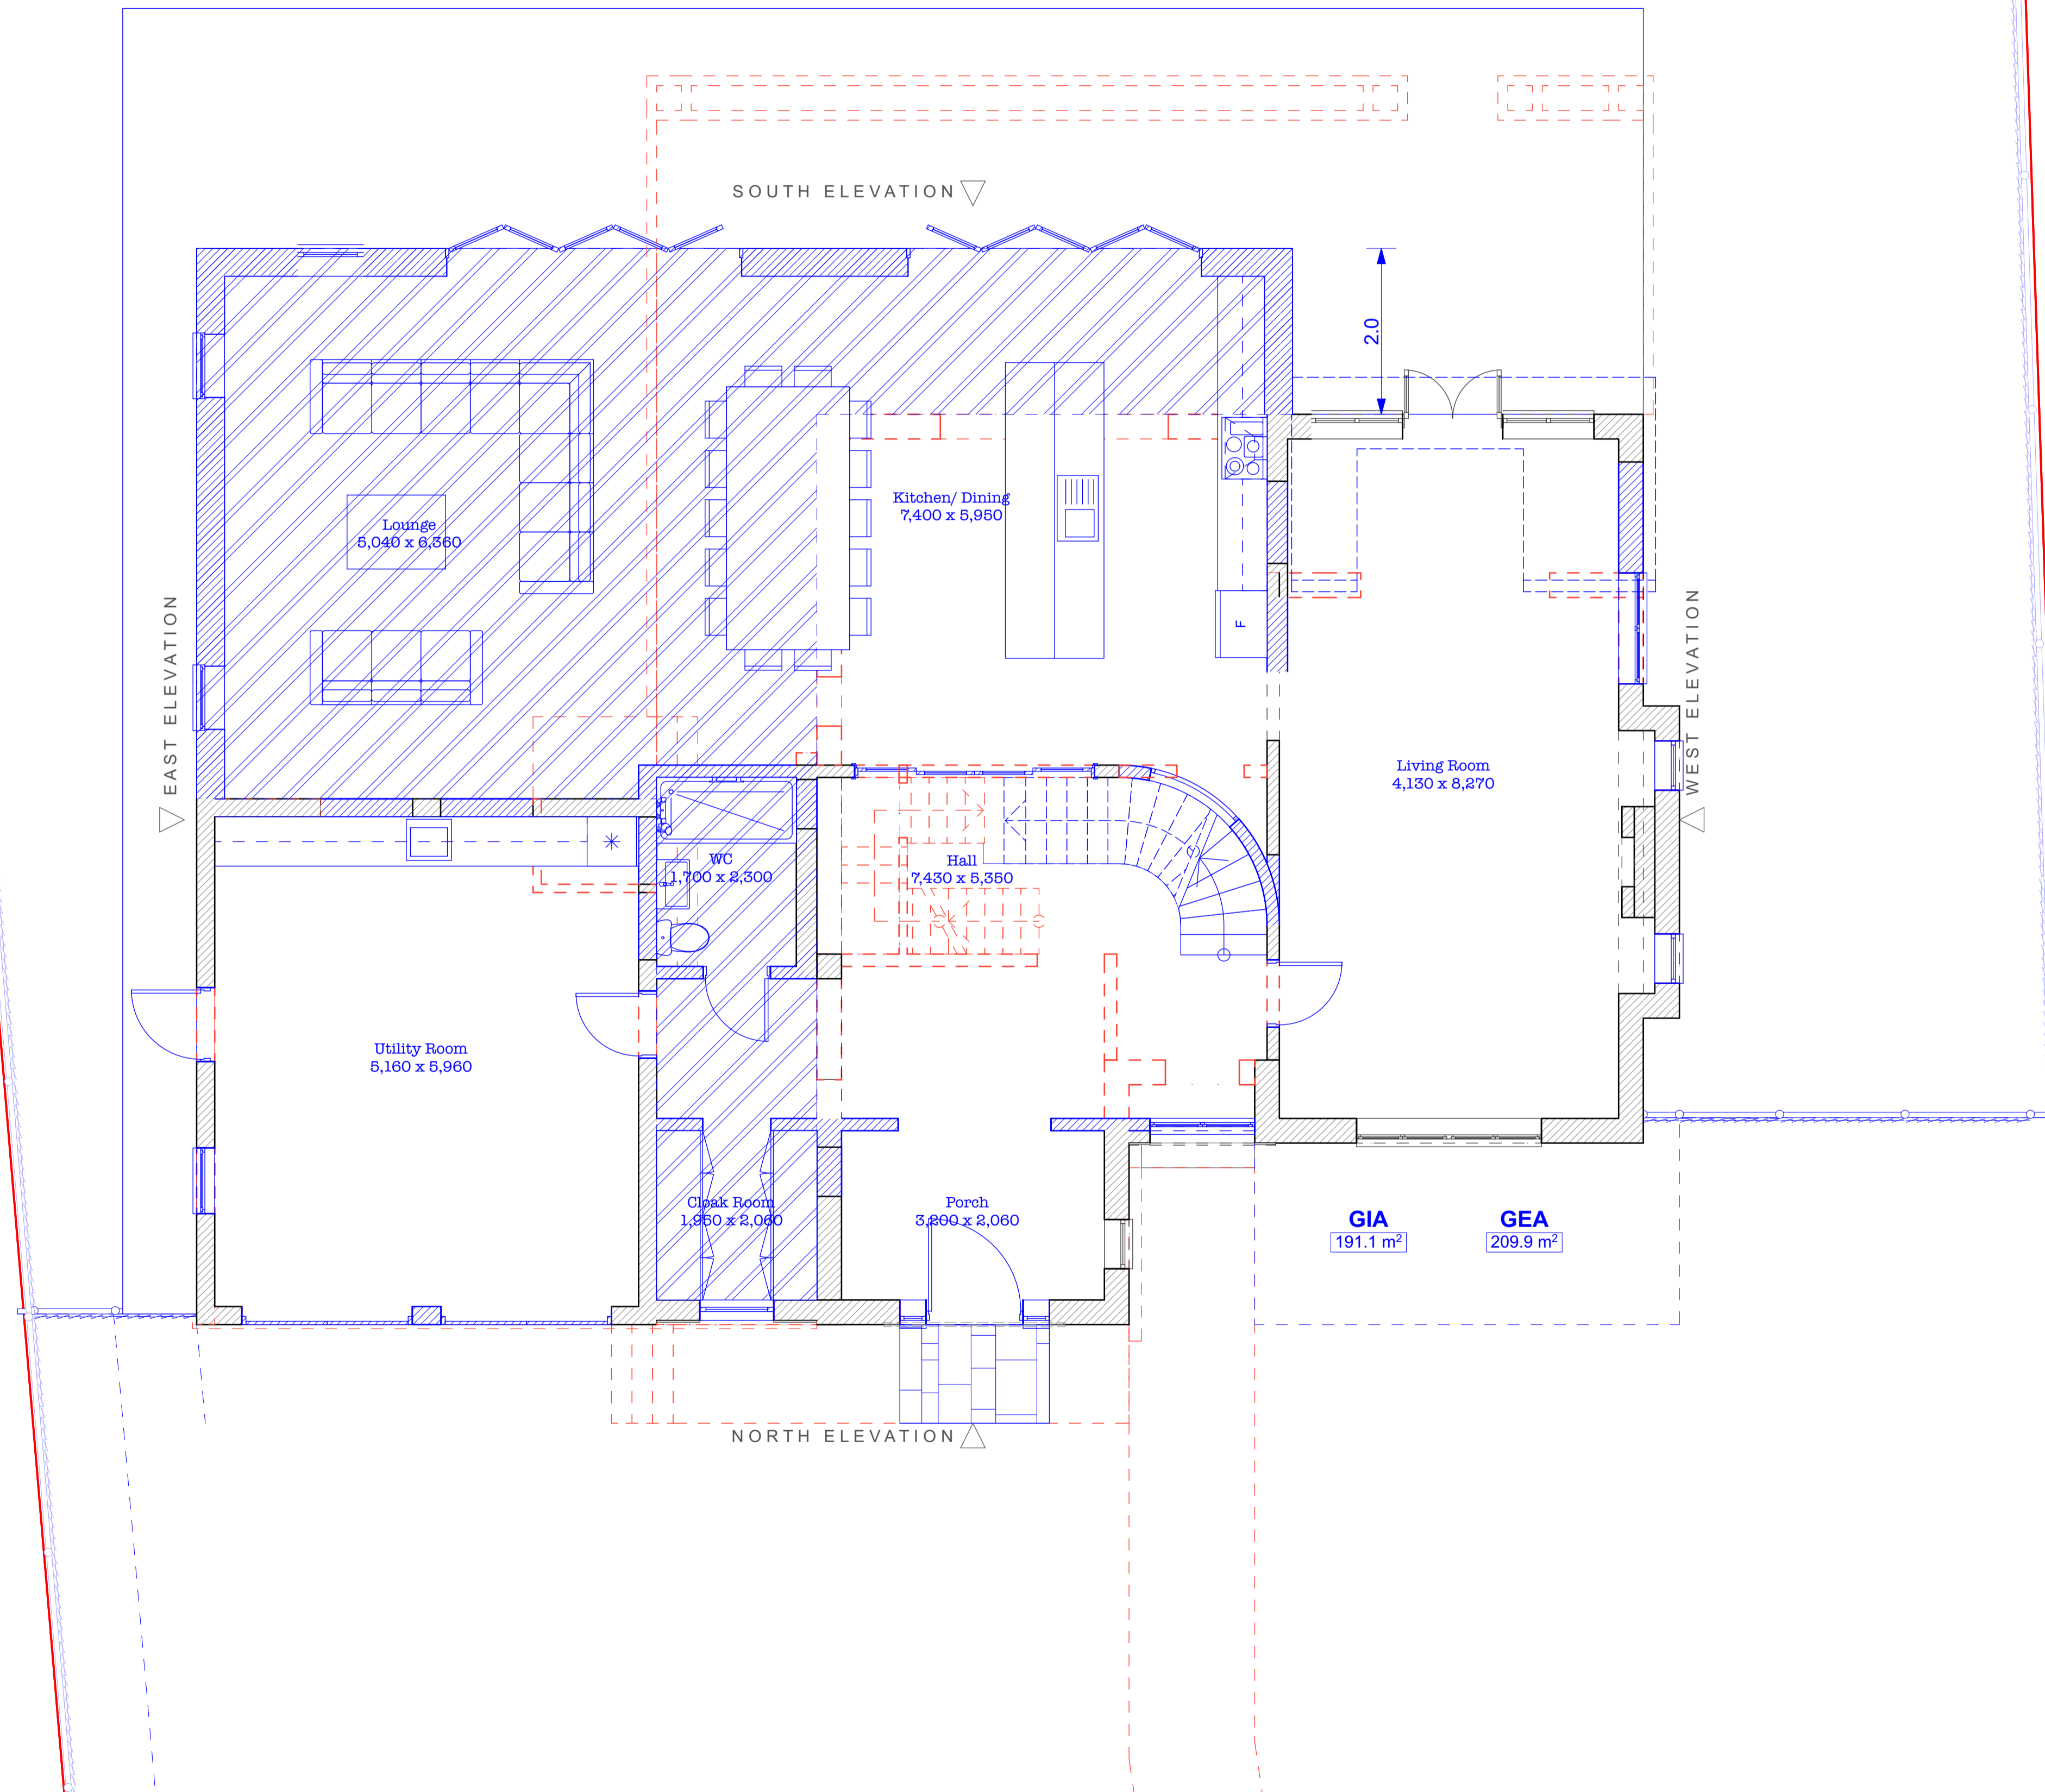 SOUTH ELEVATION
2.0
Lounge
5,040 x 6,360
Kitchen/ Dining
7,400 x 5,950
F
EAST ELEVATION
WEST ELEVATION
Living Room
4,130 x 8,270
WC
1,700 x 2,300
Hall
7,430 x 5,350
Utility Room
5,160 x 5,960
Cloak Room
1,950 x 2,060
Porch
3,200 x 2,060
GIA
191.1 m²
GEA
209.9 m²
NORTH ELEVATION